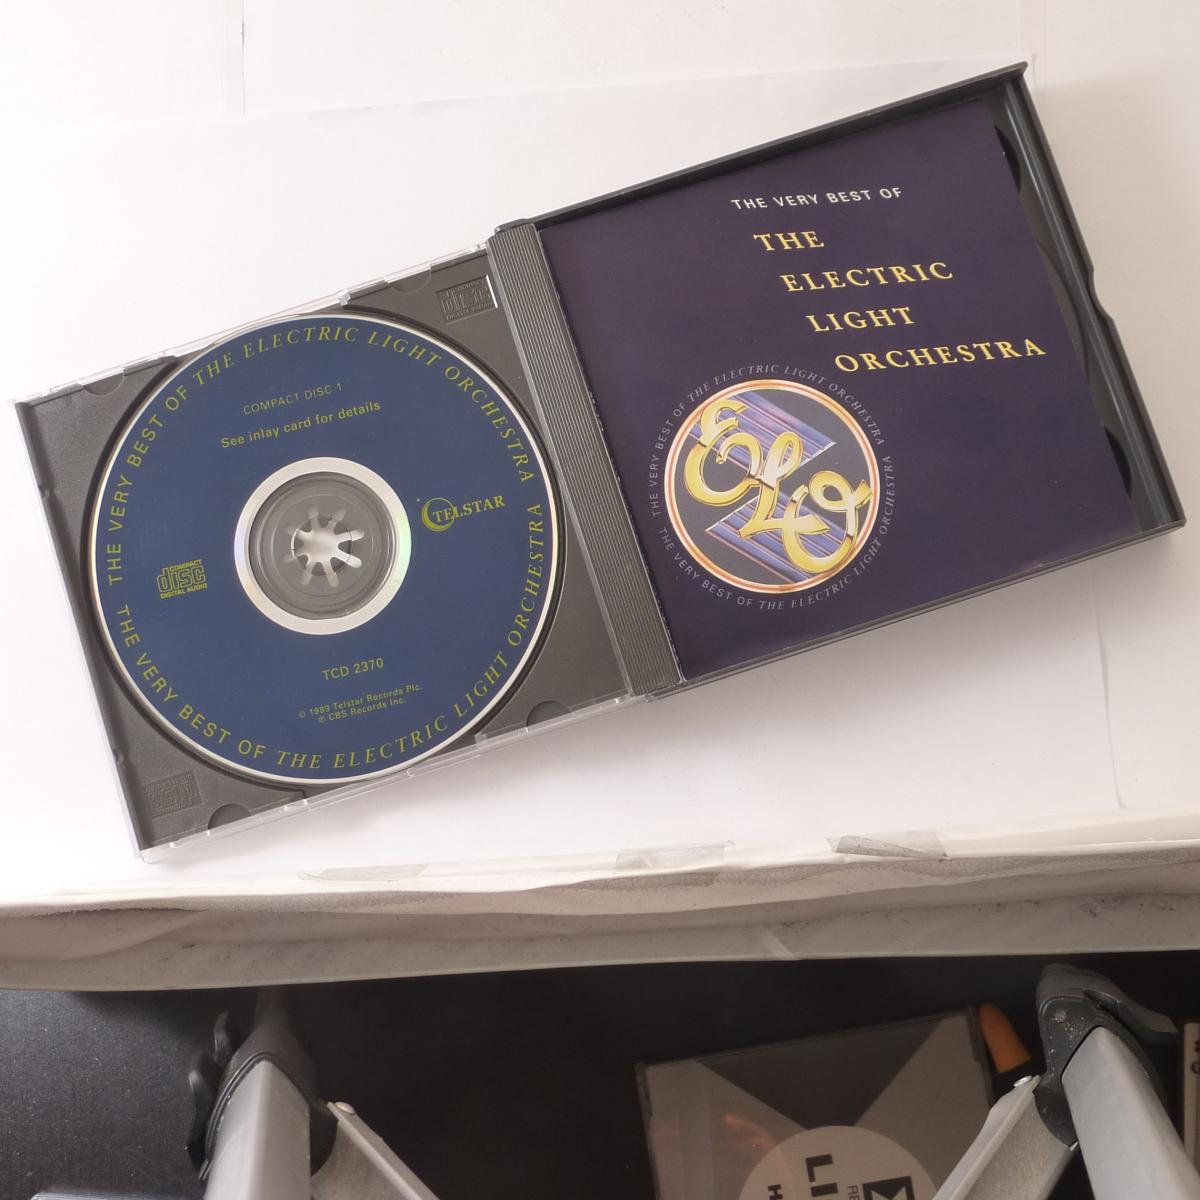 THE VERY BEST OF THE ELECTRIC LIGHT ORCHESTRA
THE VERY BEST OF THE ELECTRIC LIGHT ORCHESTRA
COMPACT DISC 1
See inlay card for details
TELSTAR
COMPACT
disc
DIGITAL AUDIO
TCD 2370
© 1989 Telstar Records Plc.
℗ CBS Records Inc.
disc
THE VERY BEST OF
THE
ELECTRIC
LIGHT
ORCHESTRA
THE VERY BEST OF THE ELECTRIC LIGHT ORCHESTRA
THE VERY BEST OF THE ELECTRIC LIGHT ORCHESTRA
ELO